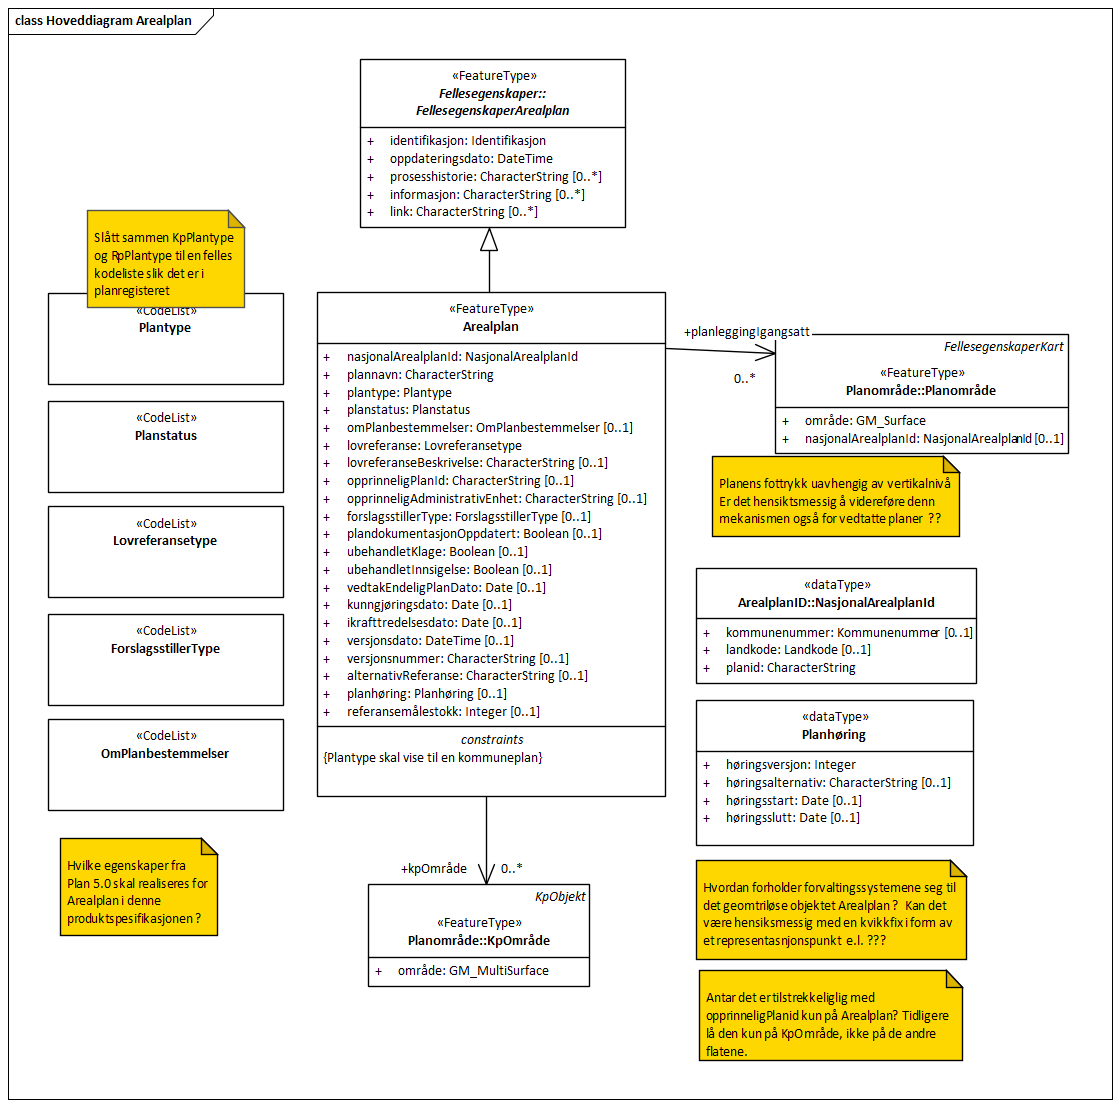 class Hoveddiagram Arealplan
«FeatureType»
Fellesegenskaper::
FellesegenskaperArealplan
+ identifikasjon: Identifikasjon
+ oppdateringsdato: DateTime
+ prosesshistorie: CharacterString [0..*]
+ informasjon: CharacterString [0..*]
+ link: CharacterString [0..*]
Slått sammen KpPlantype
og RpPlantype til en felles
kodeliste slik det er i
planregisteret
«CodeList»
Plantype
«CodeList»
Planstatus
«CodeList»
Lovreferansetype
«CodeList»
ForslagsstillerType
«CodeList»
OmPlanbestemmelser
Hvilke egenskaper fra
Plan 5.0 skal realiseres for
Arealplan i denne
produktspesifikasjonen ?
«FeatureType»
Arealplan
+ nasjonalArealplanId: NasjonalArealplanId
+ plannavn: CharacterString
+ plantype: Plantype
+ planstatus: Planstatus
+ omPlanbestemmelser: OmPlanbestemmelser [0..1]
+ lovreferanse: Lovreferansetype
+ lovreferanseBeskrivelse: CharacterString [0..1]
+ opprinneligPlanId: CharacterString [0..1]
+ opprinneligAdministrativEnhet: CharacterString [0..1]
+ forslagsstillerType: ForslagsstillerType [0..1]
+ plandokumentasjonOppdatert: Boolean [0..1]
+ ubehandletKlage: Boolean [0..1]
+ ubehandletInnsigelse: Boolean [0..1]
+ vedtakEndeligPlanDato: Date [0..1]
+ kunngjøringsdato: Date [0..1]
+ ikrafttredelsesdato: Date [0..1]
+ versjonsdato: DateTime [0..1]
+ versjonsnummer: CharacterString [0..1]
+ alternativReferanse: CharacterString [0..1]
+ planhøring: Planhøring [0..1]
+ referansemålestokk: Integer [0..1]
constraints
{Plantype skal vise til en kommuneplan}
+kpOmråde 0..*
KpObjekt
«FeatureType»
Planområde::KpOmråde
+ område: GM_MultiSurface
+planleggingIgangsatt
0..*
FellesegenskaperKart
«FeatureType»
Planområde::Planområde
+ område: GM_Surface
+ nasjonalArealplanId: NasjonalArealplanId [0..1]
Planens fottrykk uavhengig av vertikalnivå
Er det hensiktsmessig å videreføre denn
mekanismen også for vedtatte planer ??
«dataType»
ArealplanID::NasjonalArealplanId
+ kommunenummer: Kommunenummer [0..1]
+ landkode: Landkode [0..1]
+ planid: CharacterString
«dataType»
Planhøring
+ høringsversjon: Integer
+ høringsalternativ: CharacterString [0..1]
+ høringsstart: Date [0..1]
+ høringsslutt: Date [0..1]
Hvordan forholder forvaltingssystemene seg til
det geomtriløse objektet Arealplan ? Kan det
være hensiksmessig med en kvikkfix i form av
et representasnjonspunkt e.l. ???
Antar det er tilstrekkeliglig med
opprinneligPlanid kun på Arealplan? Tidligere
lå den kun på KpOmråde, ikke på de andre
flatene.